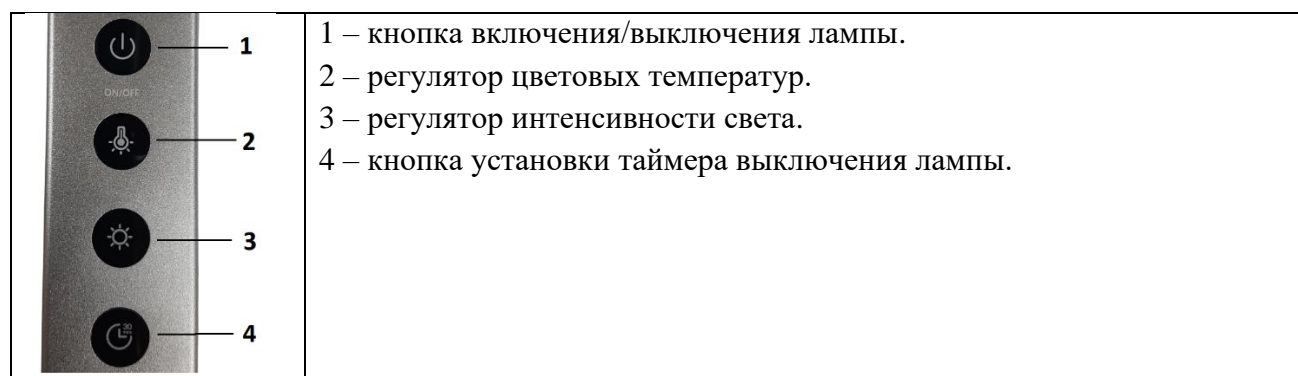 1
ON/OFF
2
3
30
4
1 – кнопка включения/выключения лампы.
2 – регулятор цветовых температур.
3 – регулятор интенсивности света.
4 – кнопка установки таймера выключения лампы.